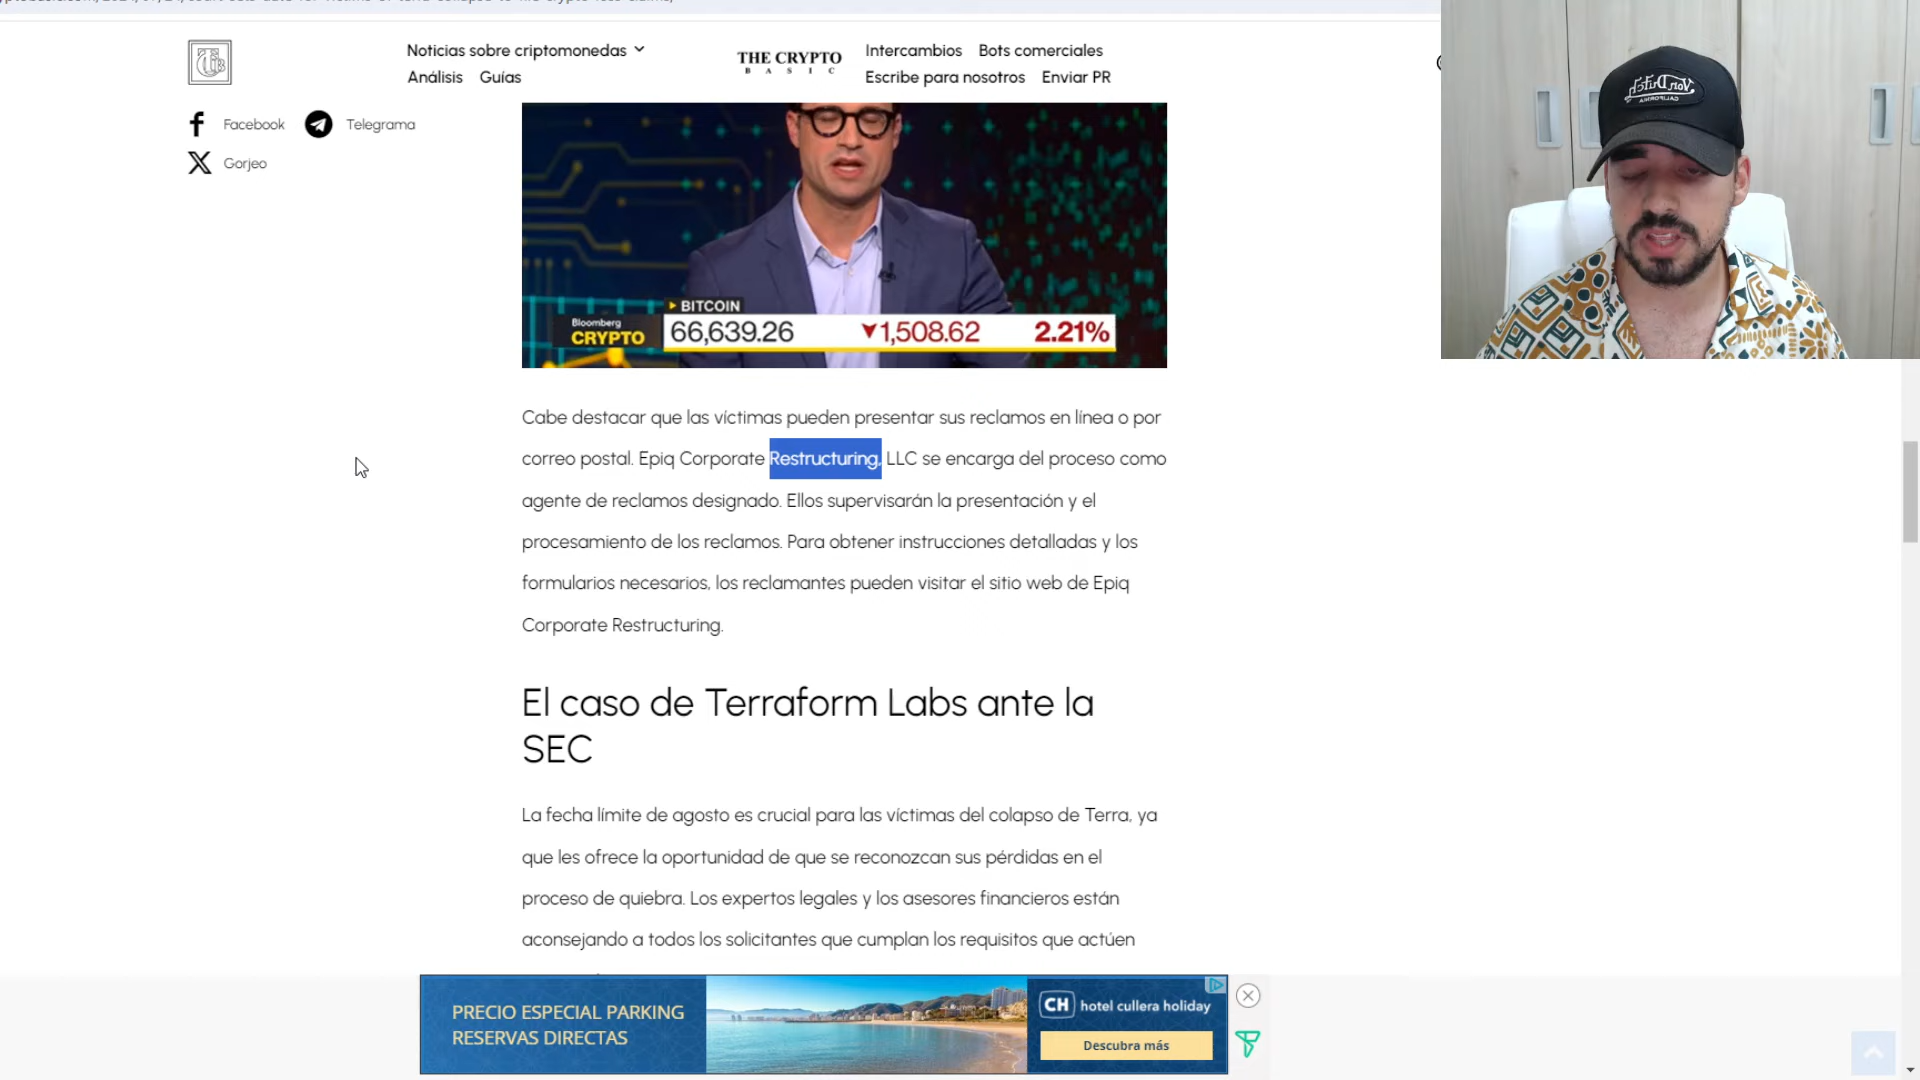 Noticias sobre criptomonedas
Análisis Guías
THE CRYPTO
BASIC
Intercambios Bots comerciales
Escribe para nosotros Enviar PR
Facebook Telegrama
Gorjeo
BITCOIN
Bloomberg
CRYPTO
66,639.26 1,508.62 2.21%
Cabe destacar que las víctimas pueden presentar sus reclamos en línea o por
correo postal. Epiq Corporate Restructuring, LLC se encarga del proceso como
agente de reclamos designado. Ellos supervisarán la presentación y el
procesamiento de los reclamos. Para obtener instrucciones detalladas y los
formularios necesarios, los reclamantes pueden visitar el sitio web de Epiq
Corporate Restructuring.
El caso de Terraform Labs ante la
SEC
La fecha límite de agosto es crucial para las víctimas del colapso de Terra, ya
que les ofrece la oportunidad de que se reconozcan sus pérdidas en el
proceso de quiebra. Los expertos legales y los asesores financieros están
aconsejando a todos los solicitantes que cumplan los requisitos que actúen
PRECIO ESPECIAL PARKING
RESERVAS DIRECTAS
CH hotel cullera holiday
Descubra más
Von Dutch
CALIFORNIA